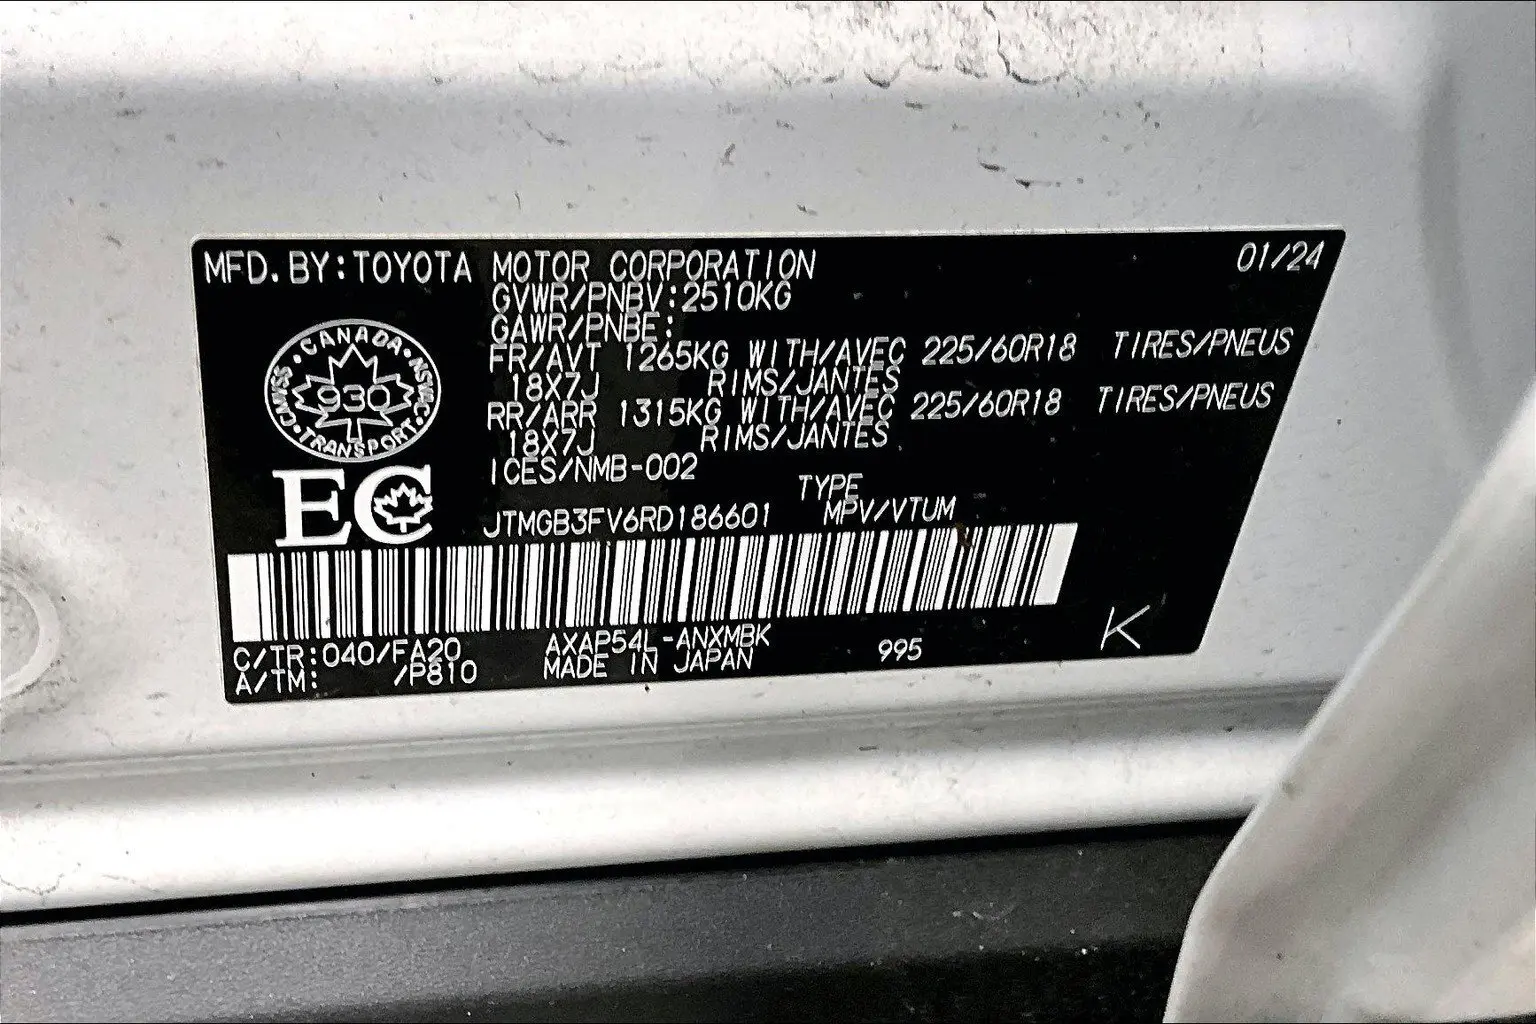 MFD. BY: TOYOTA MOTOR CORPORATION 01/24
GVWR/PNBV: 2510KG
GAWR/PNBE:
FR/AVT 1265KG WITH/AVEC 225/60R18 TIRES/PNEUS
18X7J RIMS/JANTES
RR/ARR 1315KG WITH/AVEC 225/60R18 TIRES/PNEUS
18X7J RIMS/JANTES
ICES/NMB-002
CANADA
930
TRANSPORT
CMVSS
NSVAC
EC
JTMGB3FV6RD186601 TYPE MPV/VTUM
C/TR: 040/FA20 AXAP54L-ANXMBK 995 K
A/TM: /P810 MADE IN JAPAN